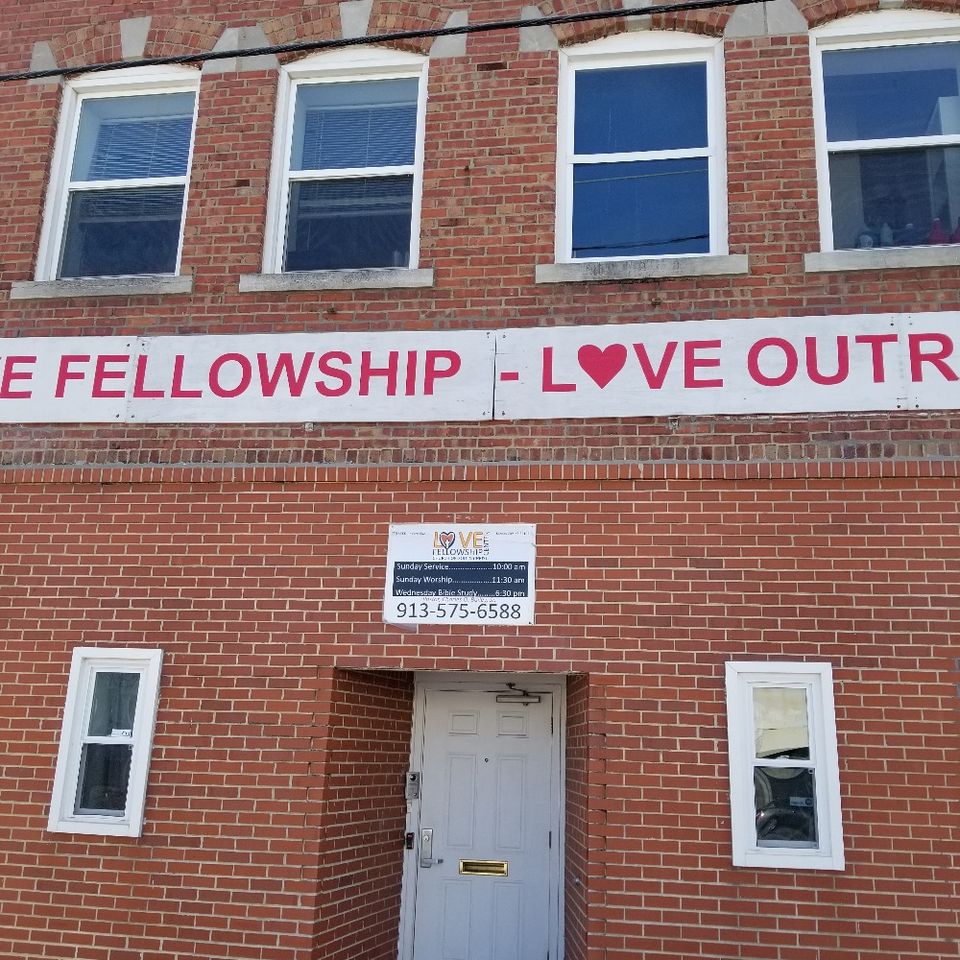 E FELLOWSHIP - L♥VE OUTR
LOVE
FELLOWSHIP CENTER
Sunday Service....................10:00 am
Sunday Worship..................11:30 am
Wednesday Bible Study........6:30 pm
913-575-6588